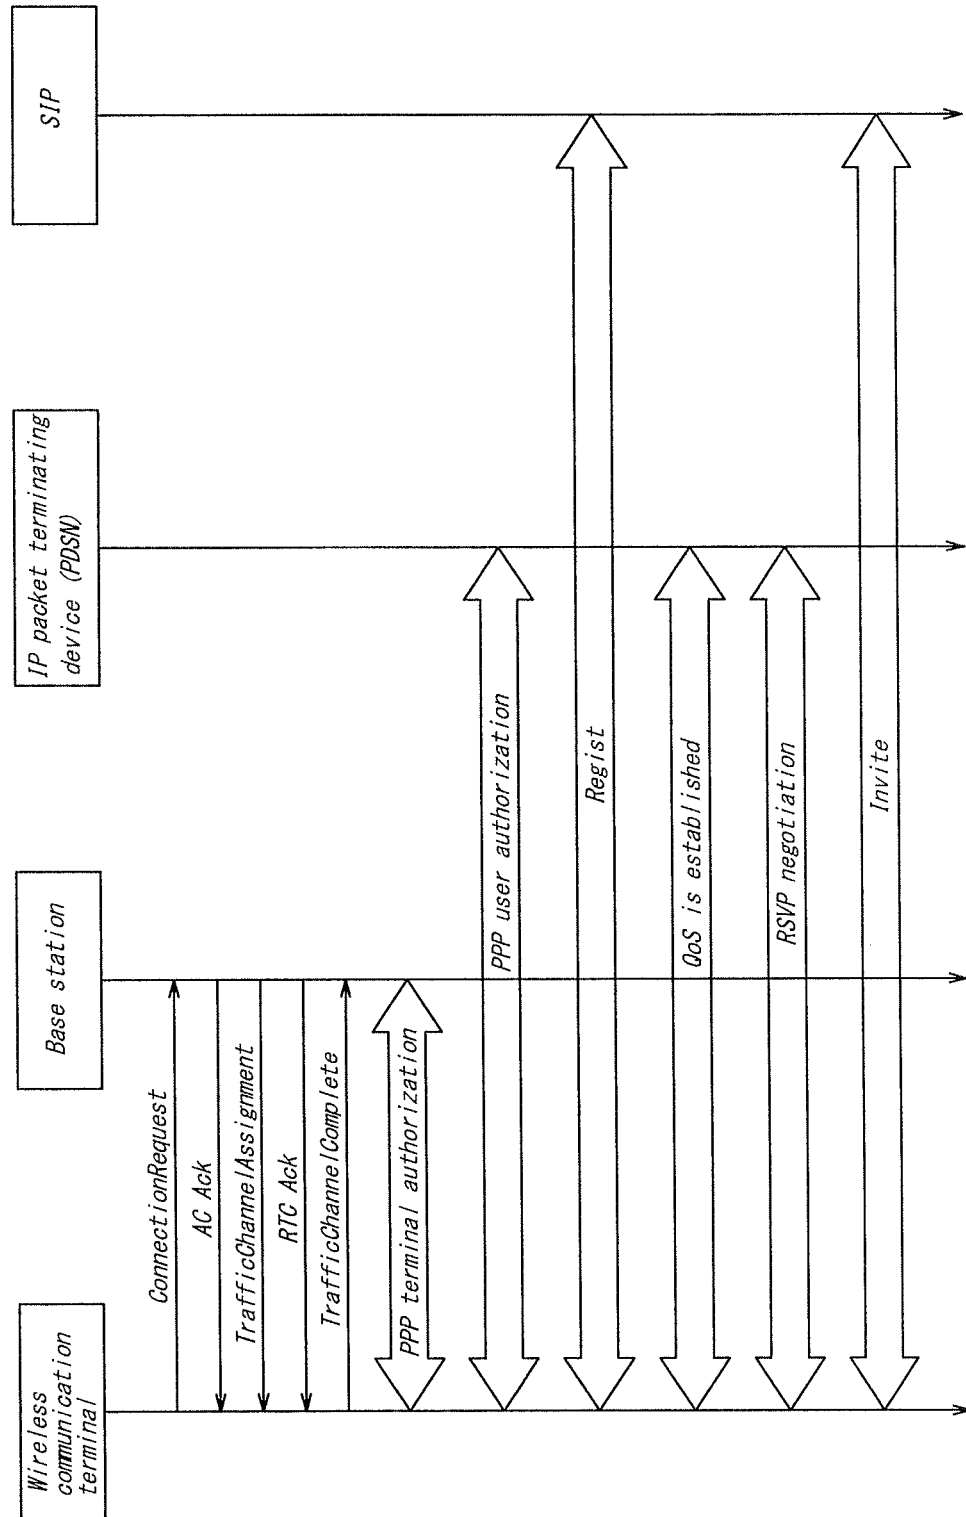 Wireless
communication
terminal
Base station
IP packet terminating
device (PDSN)
SIP
ConnectionRequest
AC Ack
TrafficChannelAssignment
RTC Ack
TrafficChannelComplete
PPP terminal authorization
PPP user authorization
Regist
QoS is established
RSVP negotiation
Invite